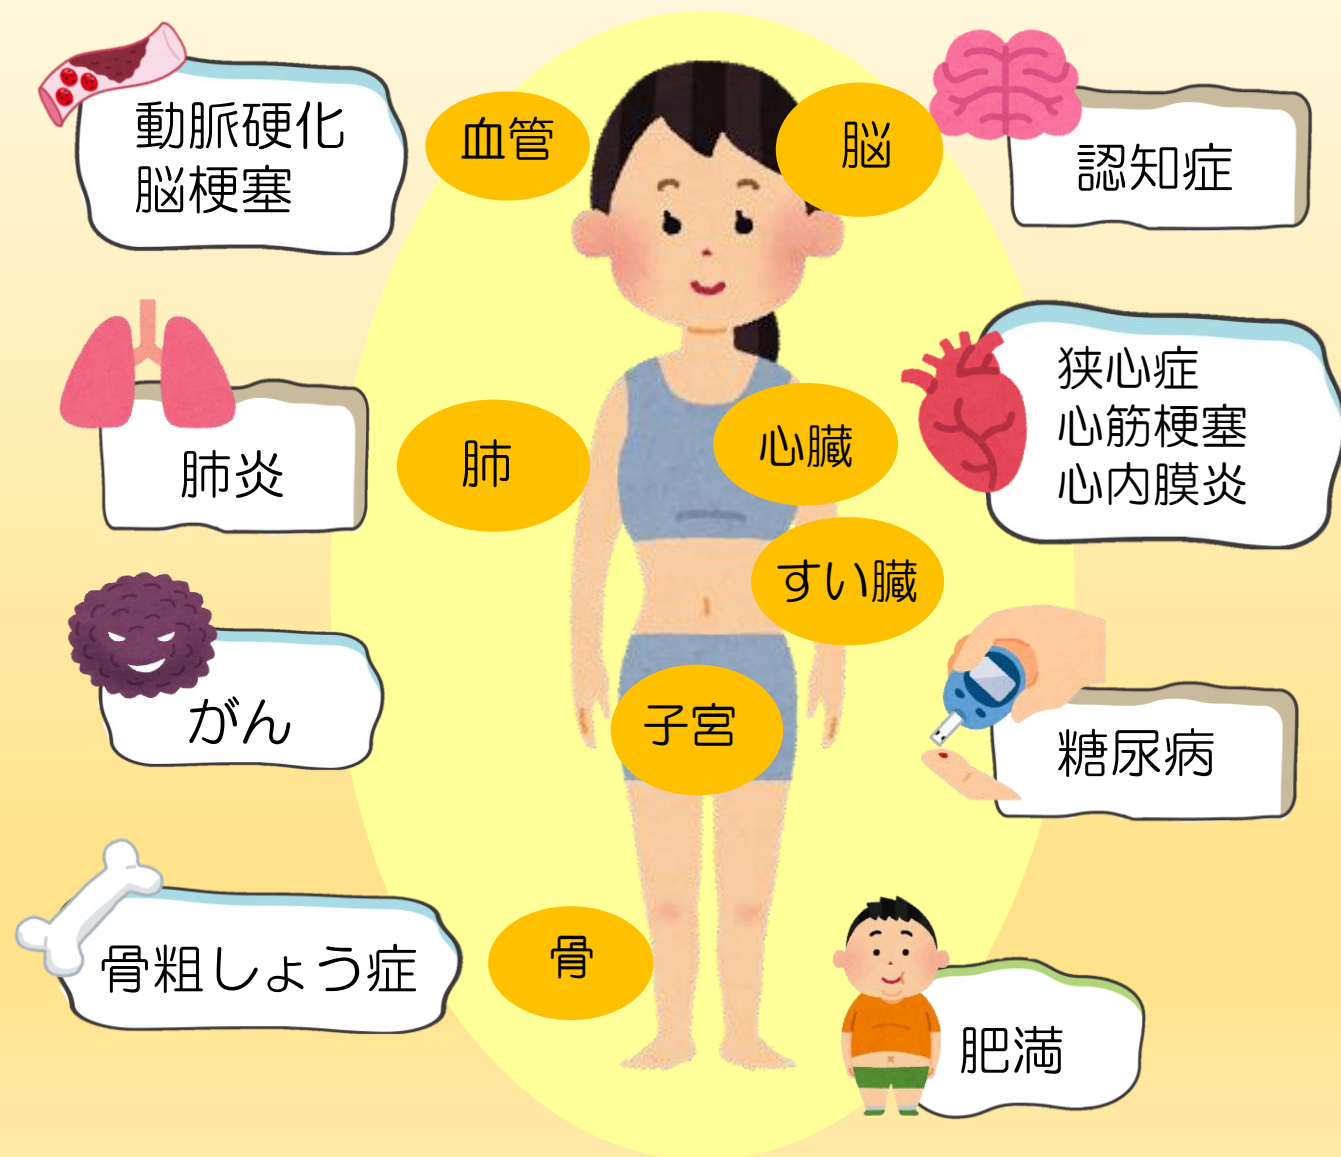 動脈硬化
脳梗塞
血管
脳
認知症
肺炎
肺
心臓
狭心症
心筋梗塞
心内膜炎
すい臓
がん
子宮
糖尿病
骨粗しょう症
骨
肥満